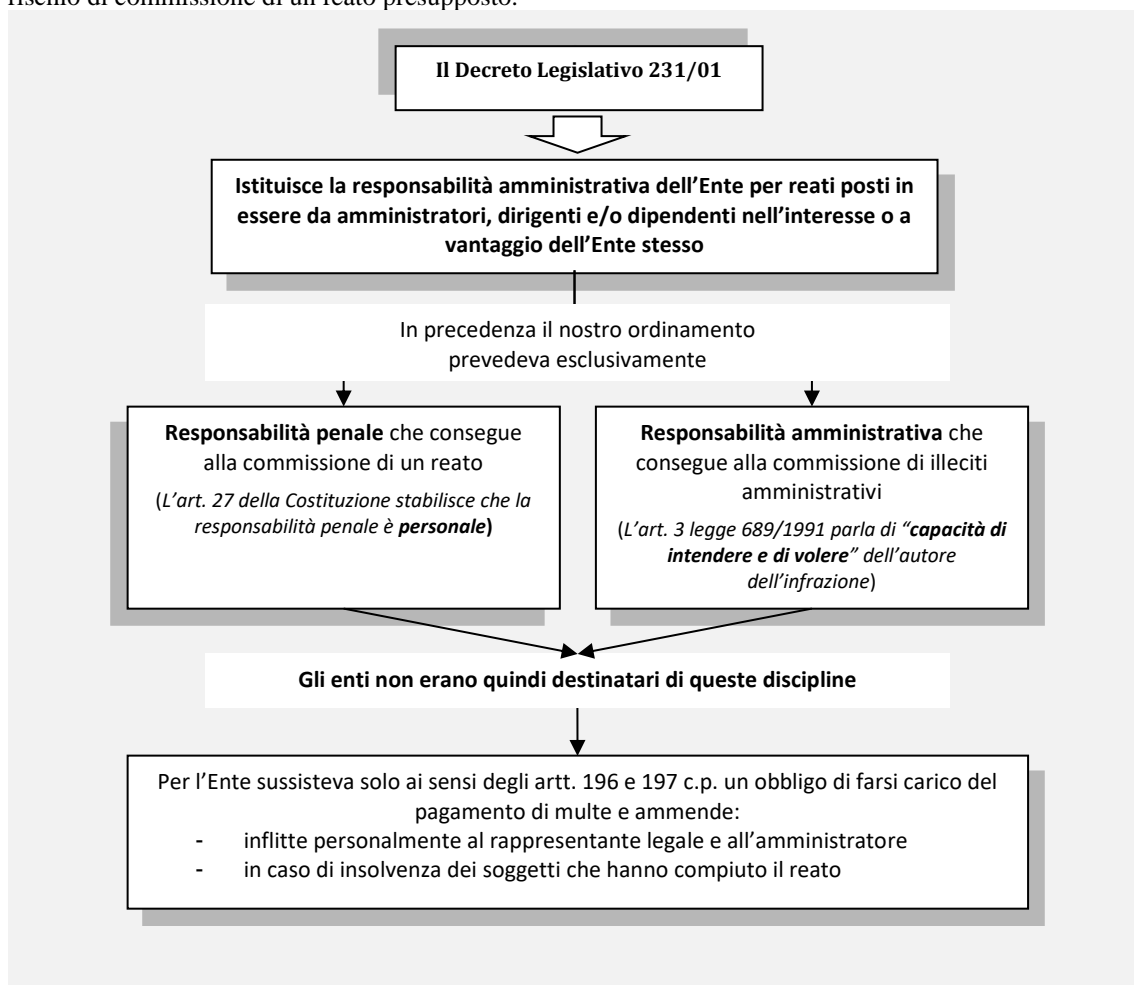 rischio di commissione di un reato presupposto.
Il Decreto Legislativo 231/01
Istituisce la responsabilità amministrativa dell’Ente per reati posti in
essere da amministratori, dirigenti e/o dipendenti nell’interesse o a
vantaggio dell’Ente stesso
In precedenza il nostro ordinamento
prevedeva esclusivamente
Responsabilità penale che consegue
alla commissione di un reato
(L’art. 27 della Costituzione stabilisce che la
responsabilità penale è personale)
Responsabilità amministrativa che
consegue alla commissione di illeciti
amministrativi
(L’art. 3 legge 689/1991 parla di “capacità di
intendere e di volere” dell’autore
dell’infrazione)
Gli enti non erano quindi destinatari di queste discipline
Per l’Ente sussisteva solo ai sensi degli artt. 196 e 197 c.p. un obbligo di farsi carico del
pagamento di multe e ammende:
- inflitte personalmente al rappresentante legale e all’amministratore
- in caso di insolvenza dei soggetti che hanno compiuto il reato